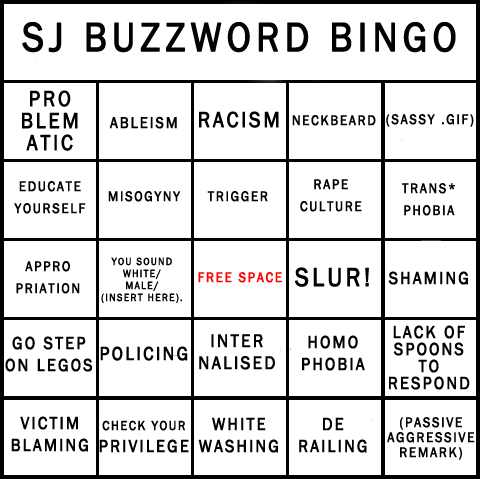 SJ BUZZWORD BINGO
PRO
BLEM
ATIC
ABLEISM
RACISM
NECKBEARD
(SASSY .GIF)
EDUCATE
YOURSELF
MISOGYNY
TRIGGER
RAPE
CULTURE
TRANS*
PHOBIA
APPRO
PRIATION
YOU SOUND
WHITE/
MALE/
(INSERT HERE).
FREE SPACE
SLUR!
SHAMING
GO STEP
ON LEGOS
POLICING
INTER
NALISED
HOMO
PHOBIA
LACK OF
SPOONS
TO
RESPOND
VICTIM
BLAMING
CHECK YOUR
PRIVILEGE
WHITE
WASHING
DE
RAILING
(PASSIVE
AGGRESSIVE
REMARK)